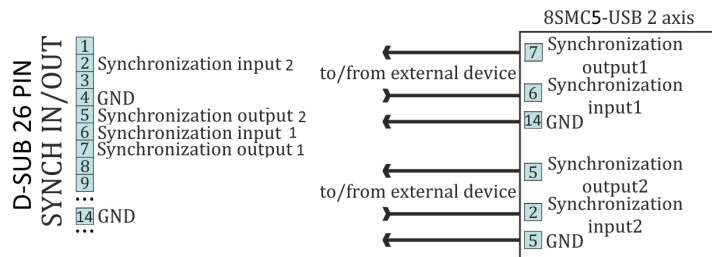 8SMC5-USB 2 axis
D-SUB 26 PIN
SYNCH IN/OUT
1
2 Synchronization input 2
3
4 GND
5 Synchronization output 2
6 Synchronization input 1
7 Synchronization output 1
8
9
...
14 GND
...
to/from external device
7 Synchronization
output1
6 Synchronization
input1
14 GND
to/from external device
5 Synchronization
output2
2 Synchronization
input2
5 GND